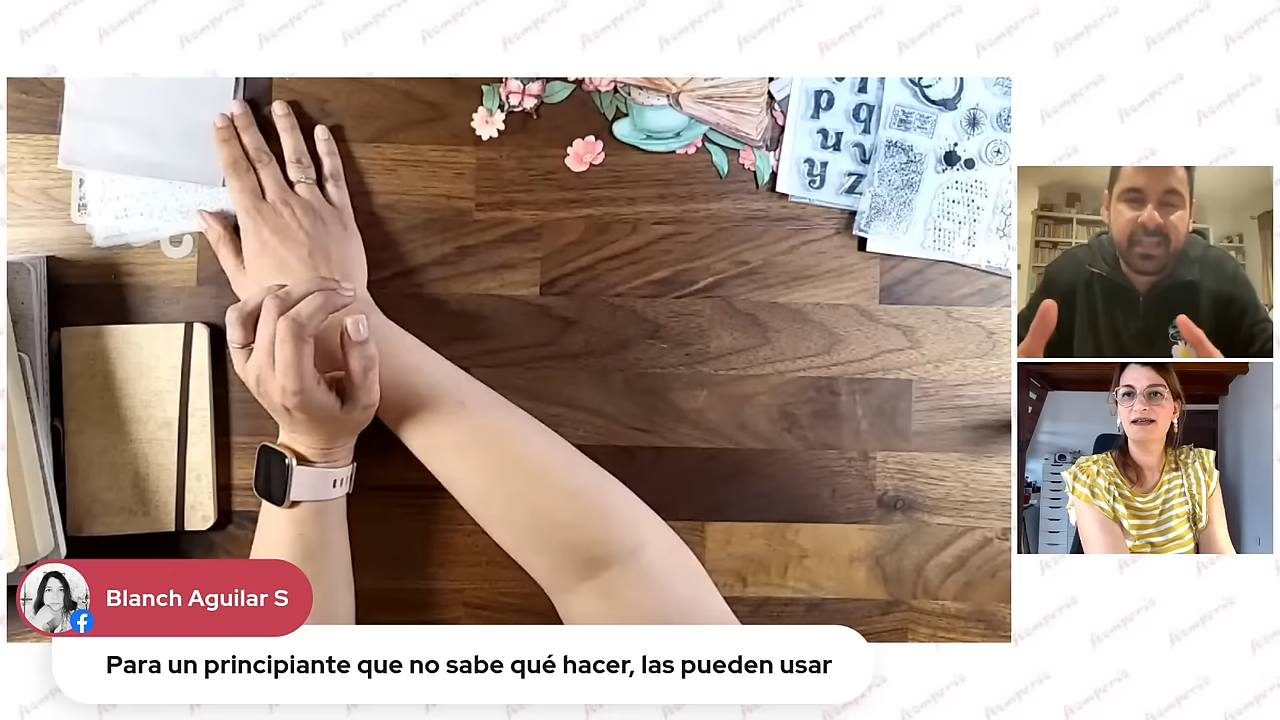 p q
u v
y z
Blanch Aguilar S
Para un principiante que no sabe qué hacer, las pueden usar